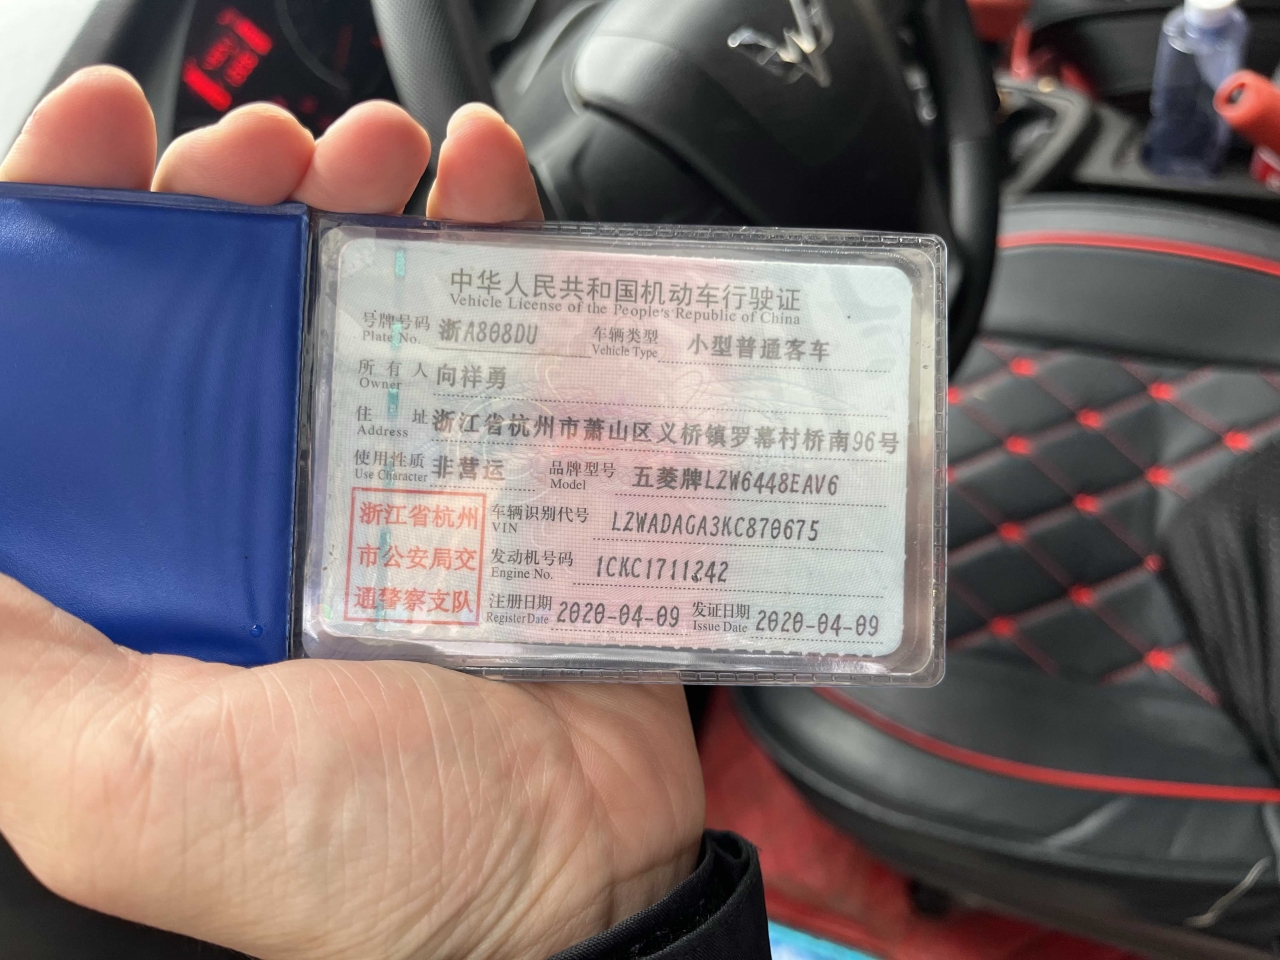 中华人民共和国机动车行驶证
Vehicle License of the People's Republic of China
号牌号码 浙A808DU 车辆类型 小型普通客车
Plate No. Vehicle Type
所有人 向祥勇
Owner
住址 浙江省杭州市萧山区义桥镇罗幕村桥南96号
Address
使用性质 非营运 品牌型号 五菱牌LZW6448EAV6
Use Character Model
浙江省杭州
市公安局交
通警察支队
车辆识别代号 LZWADAGA3KC870675
VIN
发动机号码 1CKC1711242
Engine No.
注册日期 2020-04-09 发证日期 2020-04-09
Register Date Issue Date